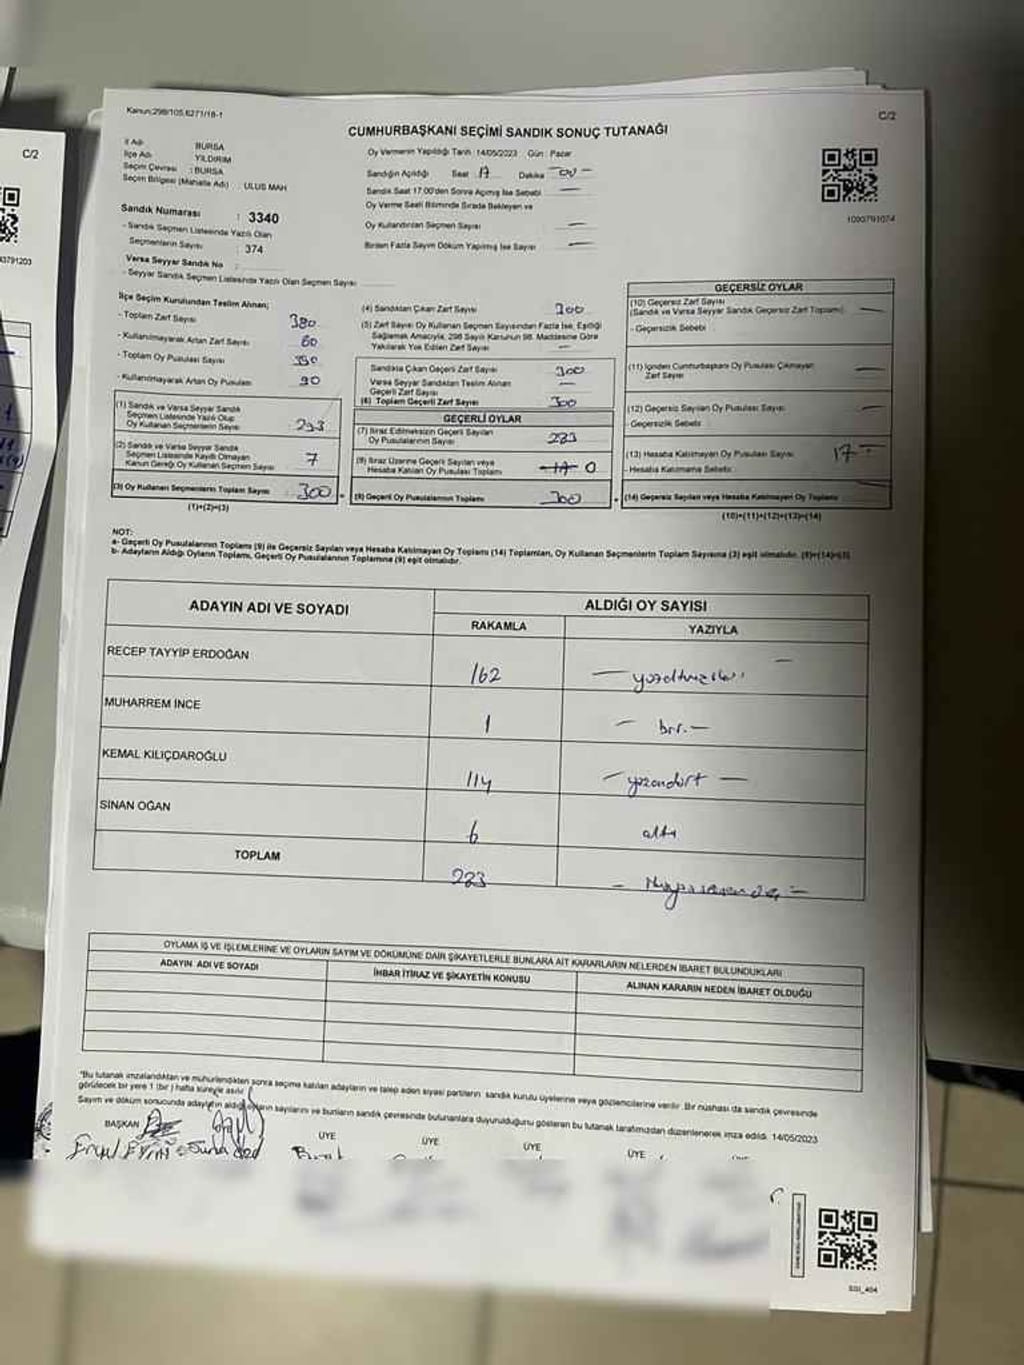 Kanun:298/105,6271/18-1
C/2
C/2
CUMHURBAŞKANI SEÇİMİ SANDIK SONUÇ TUTANAĞI
İl Adı BURSA
İlçe Adı YILDIRIM
Seçim Çevresi : BURSA
Seçim Bölgesi (Mahalle Adı) : ULUS MAH
Oy Vermenin Yapıldığı Tarih : 14/05/2023 Gün : Pazar
Sandığın Açıldığı Saat 17 Dakika - 00 -
Sandık Saat 17:00'den Sonra Açılmış İse Sebebi —
Oy Verme Saati Bitiminde Sırada Bekleyen ve
Oy Kullandırılan Seçmen Sayısı —
Birden Fazla Sayım Döküm Yapılmış İse Sayısı —
1090791074
Sandık Numarası : 3340
- Sandık Seçmen Listesinde Yazılı Olan
Seçmenlerin Sayısı : 374
Varsa Seyyar Sandık No :
- Seyyar Sandık Seçmen Listesinde Yazılı Olan Seçmen Sayısı
İlçe Seçim Kurulundan Teslim Alınan;
- Toplam Zarf Sayısı 380
- Kullanılmayarak Artan Zarf Sayısı 80
- Toplam Oy Pusulası Sayısı 390
- Kullanılmayarak Artan Oy Pusulası 90
(1) Sandık ve Varsa Seyyar Sandık
Seçmen Listesinde Yazılı Olup
Oy Kullanan Seçmenlerin Sayısı 293
(2) Sandık ve Varsa Seyyar Sandık
Seçmen Listesinde Kaydı Olmayan
Kanun Gereği Oy Kullanan Seçmen Sayısı 7
(3) Oy Kullanan Seçmenlerin Toplam Sayısı 300
(1)+(2)=(3)
(4) Sandıktan Çıkan Zarf Sayısı 300
(5) Zarf Sayısı Oy Kullanan Seçmen Sayısından Fazla İse, Eşitliği
Sağlamak Amacıyla, 298 Sayılı Kanunun 98. Maddesine Göre
Yakılarak Yok Edilen Zarf Sayısı —
Sandıkta Çıkan Geçerli Zarf Sayısı 300
Varsa Seyyar Sandıktan Teslim Alınan
Geçerli Zarf Sayısı —
(6) Toplam Geçerli Zarf Sayısı 300
GEÇERLİ OYLAR
(7) İtiraz Edilmeksizin Geçerli Sayılan
Oy Pusulalarının Sayısı 283
(8) İtiraz Üzerine Geçerli Sayılan veya
Hesaba Katılan Oy Pusulası Toplamı 17 0
(9) Geçerli Oy Pusulalarının Toplamı 300
GEÇERSİZ OYLAR
(10) Geçersiz Zarf Sayısı
(Sandık ve Varsa Seyyar Sandık Geçersiz Zarf Toplamı) —
- Geçersizlik Sebebi :
(11) İçinden Cumhurbaşkanı Oy Pusulası Çıkmayan
Zarf Sayısı —
(12) Geçersiz Sayılan Oy Pusulası Sayısı —
- Geçersizlik Sebebi :
(13) Hesaba Katılmayan Oy Pusulası Sayısı 17 -
- Hesaba Katılmama Sebebi :
(14) Geçersiz Sayılan veya Hesaba Katılmayan Oy Toplamı
(10)+(11)+(12)+(13)=(14)
NOT:
a- Geçerli Oy Pusulalarının Toplamı (9) ile Geçersiz Sayılan veya Hesaba Katılmayan Oy Toplamı (14) Toplamları, Oy Kullanan Seçmenlerin Toplam Sayısına (3) eşit olmalıdır. (9)+(14)=(3)
b- Adayların Aldığı Oyların Toplamı, Geçerli Oy Pusulalarının Toplamına (9) eşit olmalıdır.
ADAYIN ADI VE SOYADI ALDIĞI OY SAYISI
RAKAMLA YAZIYLA
RECEP TAYYİP ERDOĞAN 162 — yüzaltmışiki —
MUHARREM İNCE 1 — bir —
KEMAL KILIÇDAROĞLU 114 — yüzondört —
SİNAN OĞAN 6 altı
TOPLAM 283
OYLAMA İŞ VE İŞLEMLERİNE VE OYLARIN SAYIM VE DÖKÜMÜNE DAİR ŞİKAYETLERLE BUNLARA AİT KARARLARIN NELERDEN İBARET BULUNDUKLARI
ADAYIN ADI VE SOYADI İHBAR İTİRAZ VE ŞİKAYETİN KONUSU ALINAN KARARIN NEDEN İBARET OLDUĞU
*Bu tutanak imzalandıktan ve mühürlendikten sonra seçime katılan adayların ve talep eden siyasi partilerin sandık kurulu üyelerine veya gözlemcilerine verilir. Bir nüshası da sandık çevresinde
görülecek bir yere 1 (bir) hafta süreyle asılır.
Sayım ve döküm sonucunda adayların aldığı oyların sayılarını ve bunların sandık çevresinde bulunanlara duyurulduğunu gösteren bu tutanak tarafımızdan düzenlenerek imza edildi. 14/05/2023
BAŞKAN ÜYE ÜYE ÜYE ÜYE
SGI_404